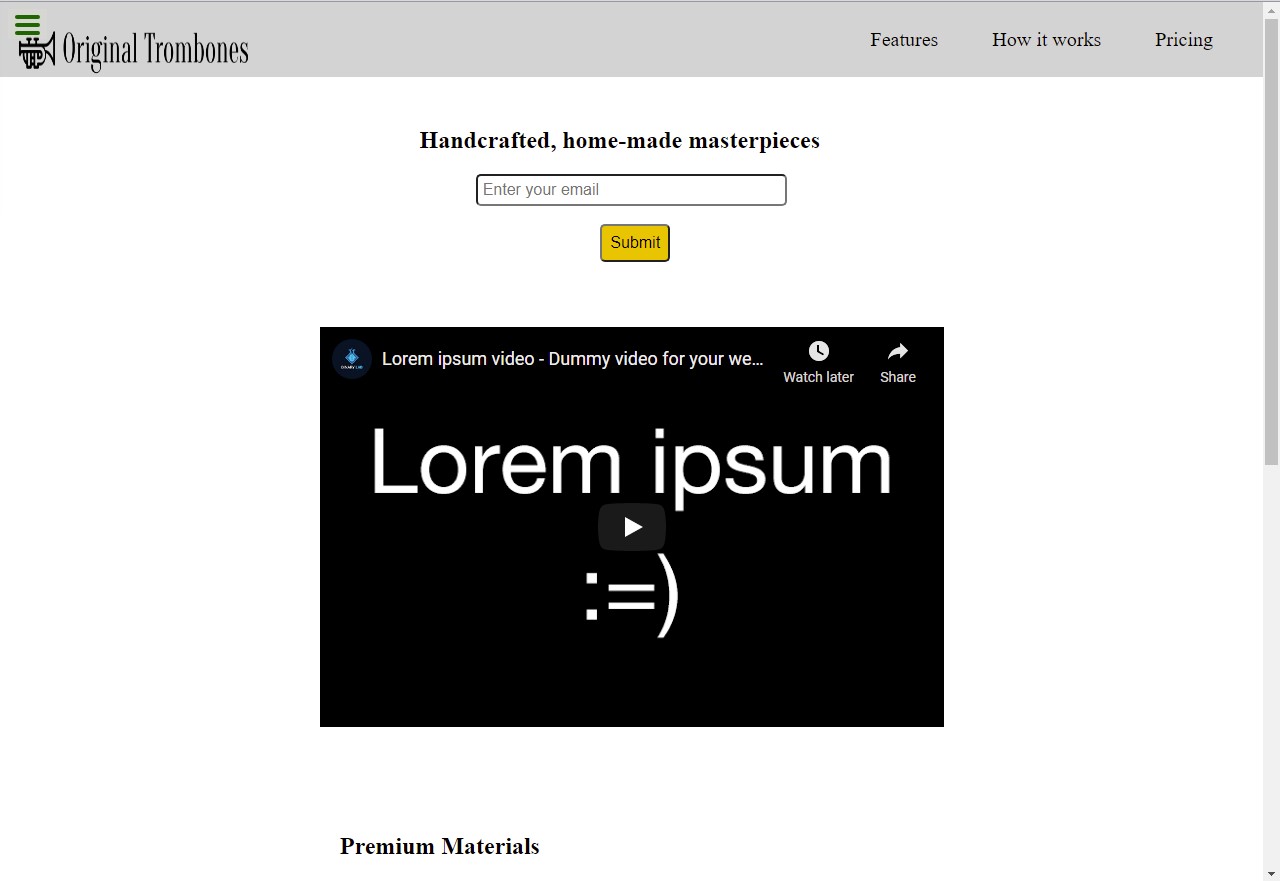 Original Trombones
Features
How it works
Pricing
Handcrafted, home-made masterpieces
Enter your email
Submit
Lorem ipsum video - Dummy video for your we...
Watch later
Share
Lorem ipsum
:=)
Premium Materials